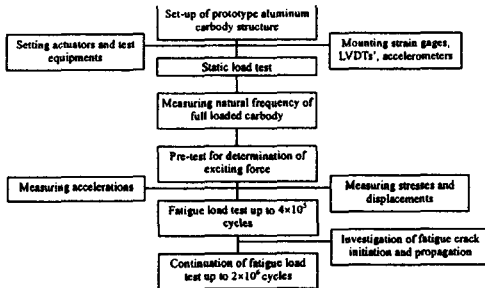 Set-up of prototype aluminum
carbody structure
Setting actuators and test
equipments
Mounting strain gages,
LVDTs', accelerometers
Static load test
Measuring natural frequency of
full loaded carbody
Pre-test for determination of
exciting force
Measuring accelerations
Measuring stresses and
displacements
Fatigue load test up to 4×10⁵
cycles
Investigation of fatigue crack
initiation and propagation
Continuation of fatigue load
test up to 2×10⁶ cycles